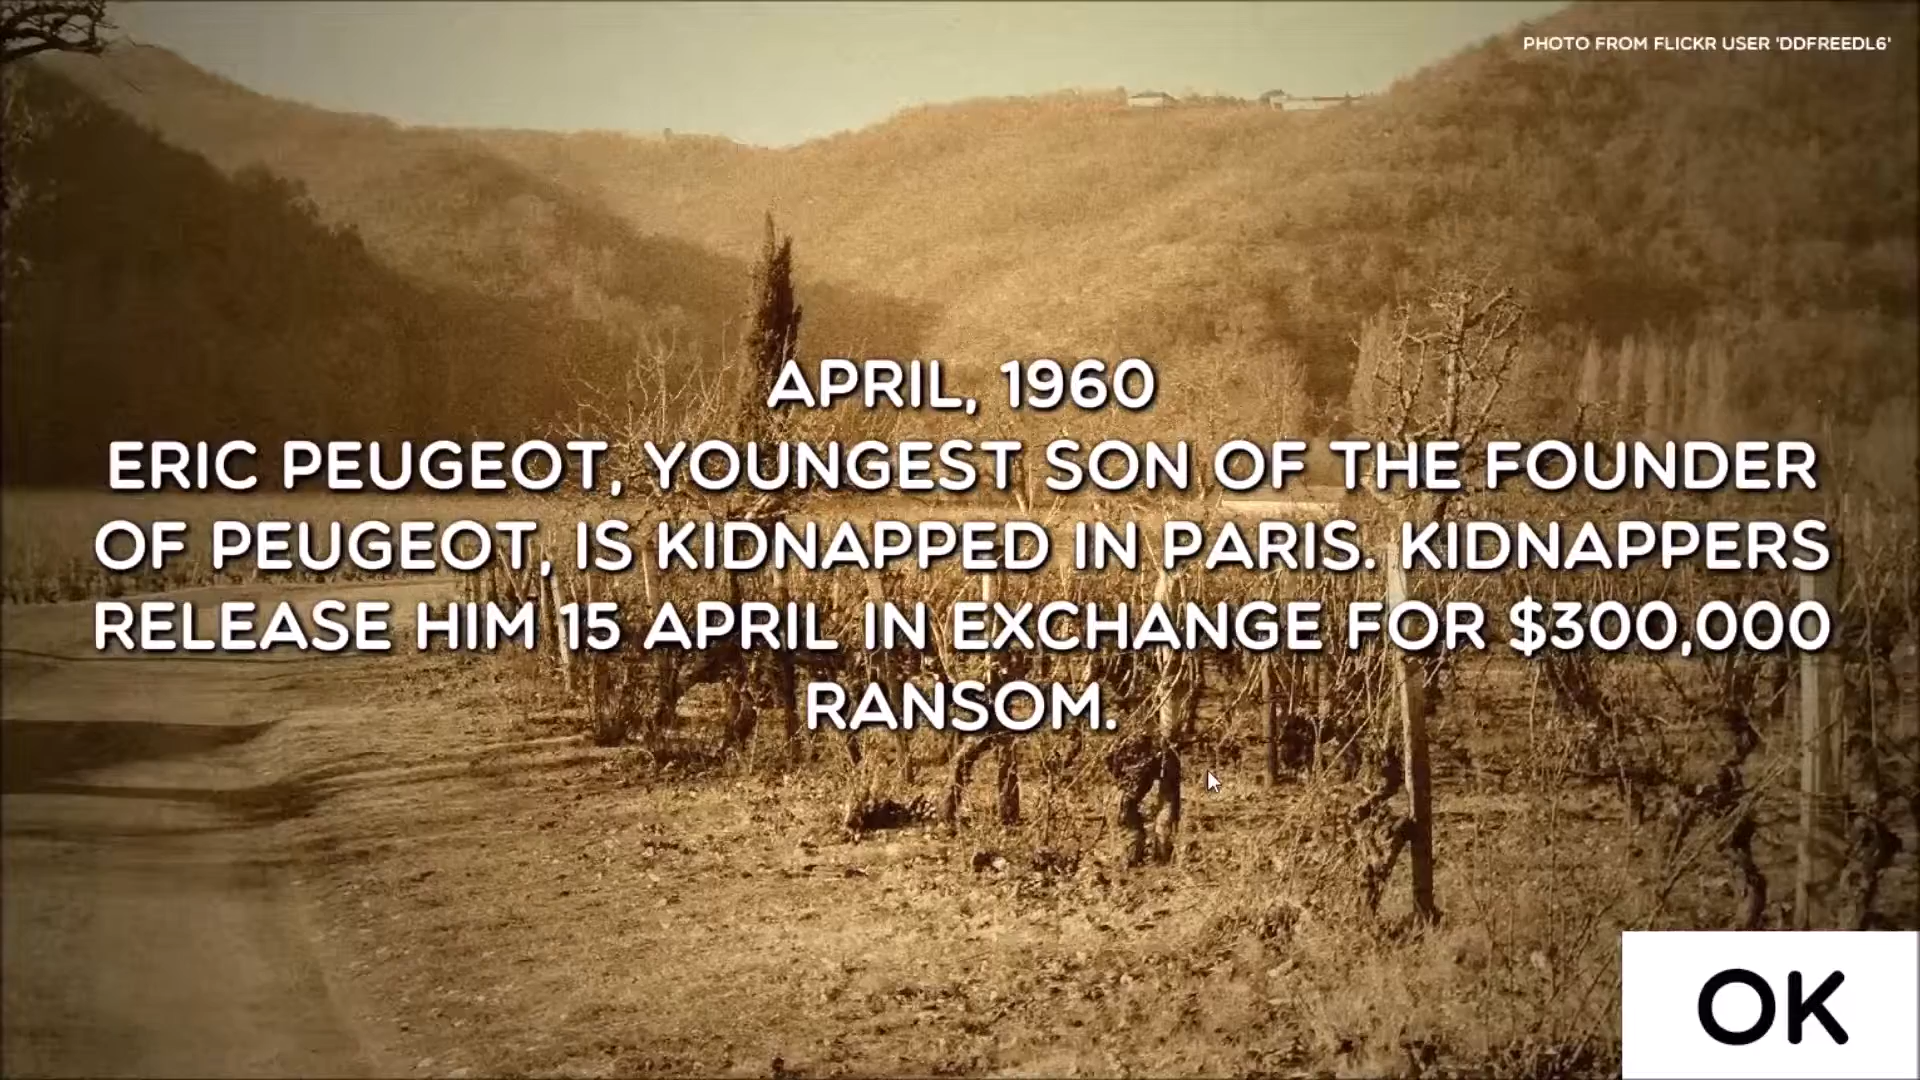 PHOTO FROM FLICKR USER 'DDFREEDL6'
APRIL, 1960
ERIC PEUGEOT, YOUNGEST SON OF THE FOUNDER
OF PEUGEOT, IS KIDNAPPED IN PARIS. KIDNAPPERS
RELEASE HIM 15 APRIL IN EXCHANGE FOR $300,000
RANSOM.
OK